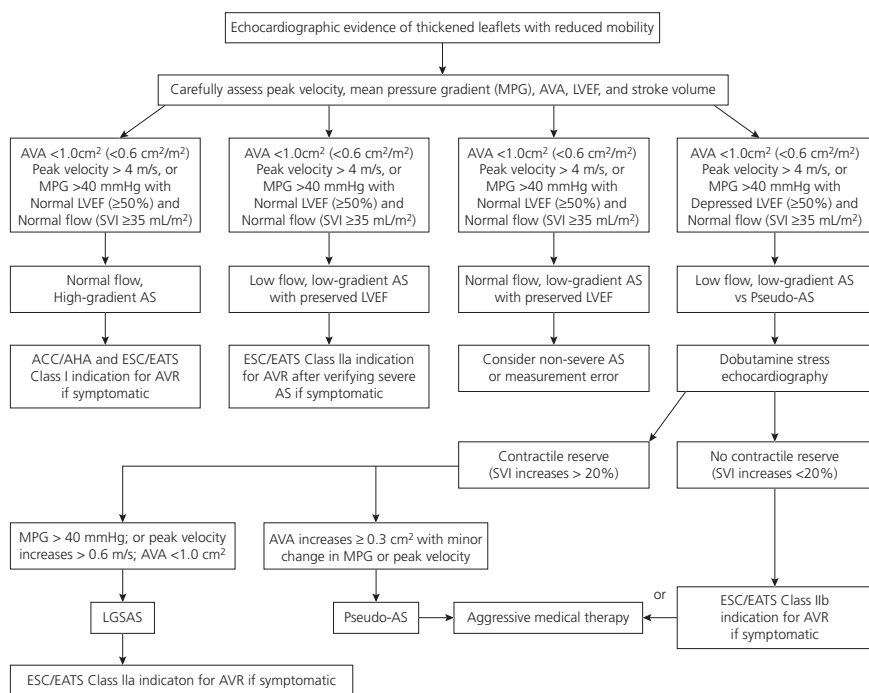 Echocardiographic evidence of thickened leaflets with reduced mobility
Carefully assess peak velocity, mean pressure gradient (MPG), AVA, LVEF, and stroke volume
AVA <1.0cm² (<0.6 cm²/m²)
Peak velocity > 4 m/s, or
MPG >40 mmHg with
Normal LVEF (≥50%) and
Normal flow (SVI ≥35 mL/m²)
AVA <1.0cm² (<0.6 cm²/m²)
Peak velocity > 4 m/s, or
MPG >40 mmHg with
Normal LVEF (≥50%) and
Normal flow (SVI ≥35 mL/m²)
AVA <1.0cm² (<0.6 cm²/m²)
Peak velocity > 4 m/s, or
MPG >40 mmHg with
Normal LVEF (≥50%) and
Normal flow (SVI ≥35 mL/m²)
AVA <1.0cm² (<0.6 cm²/m²)
Peak velocity > 4 m/s, or
MPG >40 mmHg with
Depressed LVEF (≥50%) and
Normal flow (SVI ≥35 mL/m²)
Normal flow,
High-gradient AS
Low flow, low-gradient AS
with preserved LVEF
Normal flow, low-gradient AS
with preserved LVEF
Low flow, low-gradient AS
vs Pseudo-AS
ACC/AHA and ESC/EATS
Class I indication for AVR
if symptomatic
ESC/EATS Class IIa indication
for AVR after verifying severe
AS if symptomatic
Consider non-severe AS
or measurement error
Dobutamine stress
echocardiography
Contractile reserve
(SVI increases > 20%)
No contractile reserve
(SVI increases <20%)
MPG > 40 mmHg; or peak velocity
increases > 0.6 m/s; AVA <1.0 cm²
AVA increases ≥ 0.3 cm² with minor
change in MPG or peak velocity
LGSAS
Pseudo-AS
Aggressive medical therapy
or
ESC/EATS Class IIb
indication for AVR
if symptomatic
ESC/EATS Class IIa indicaton for AVR if symptomatic